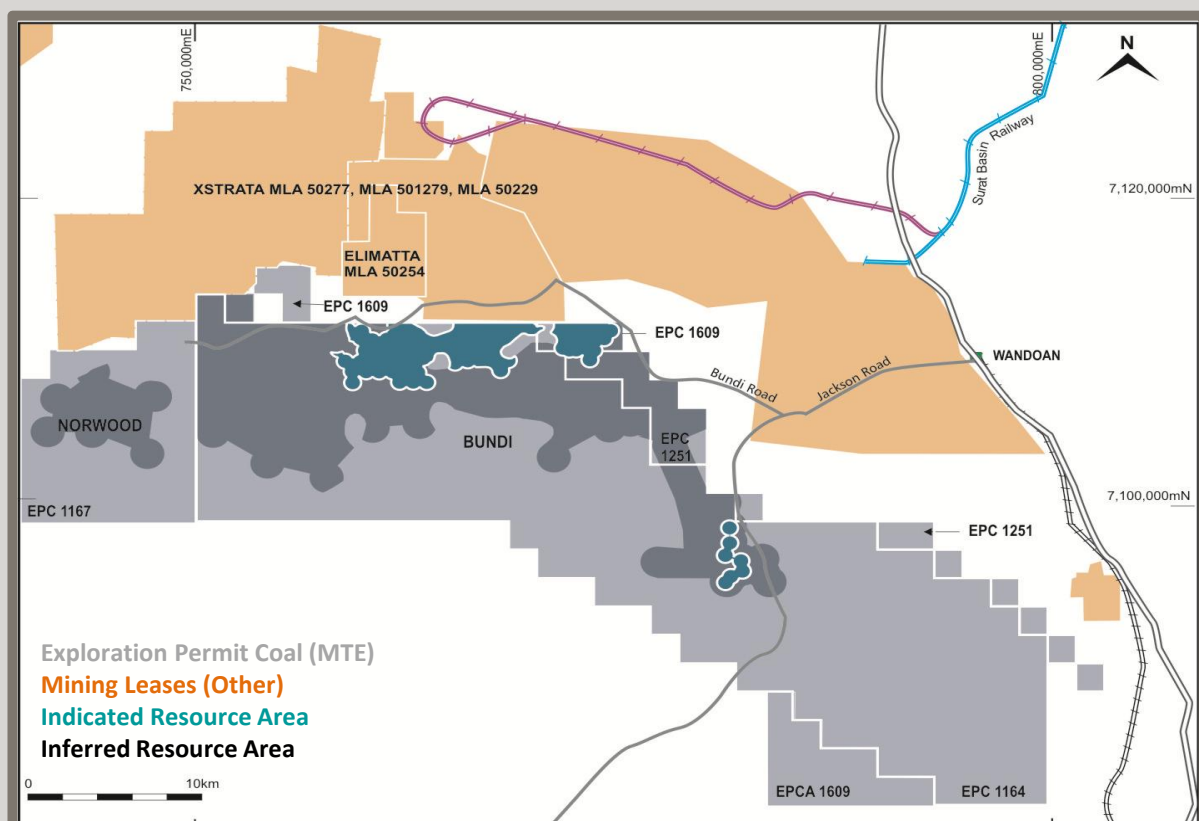 750,000mE
800,000mE
N
Surat Basin Railway
XSTRATA MLA 50277, MLA 501279, MLA 50229
7,120,000mN
ELIMATTA
MLA 50254
EPC 1609
EPC 1609
WANDOAN
Bundi Road
Jackson Road
NORWOOD
BUNDI
EPC
1251
7,100,000mN
EPC 1167
EPC 1251
Exploration Permit Coal (MTE)
Mining Leases (Other)
Indicated Resource Area
Inferred Resource Area
0 10km
EPCA 1609
EPC 1164